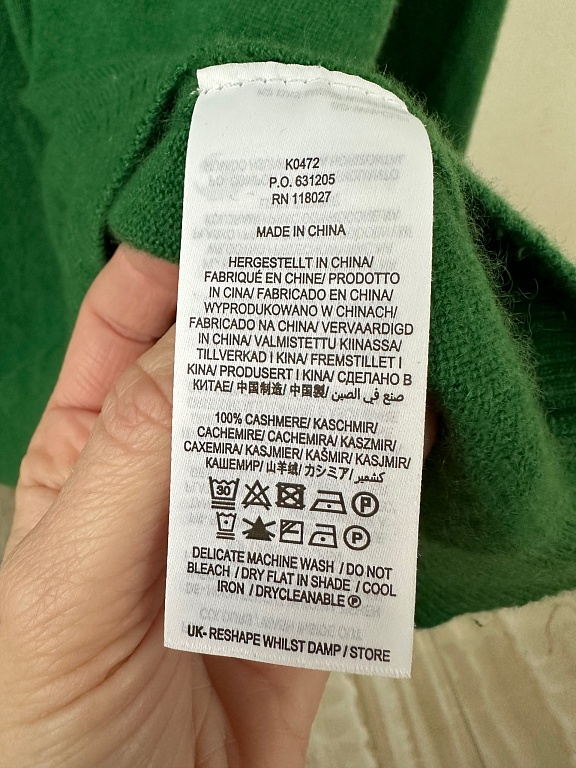 K0472
P.O. 631205
RN 118027
MADE IN CHINA
HERGESTELLT IN CHINA/
FABRIQUÉ EN CHINE/ PRODOTTO
IN CINA/ FABRICADO EN CHINA/
WYPRODUKOWANO W CHINACH/
FABRICADO NA CHINA/ VERVAARDIGD
IN CHINA/ VALMISTETTU KIINASSA/
TILLVERKAD I KINA/ FREMSTILLET I
KINA/ PRODUSERT I KINA/ СДЕЛАНО В
КИТАЕ/ 中国制造/ 中国製/ صنع في الصين
100% CASHMERE/ KASCHMIR/
CACHEMIRE/ CACHEMIRA/ KASZMIR/
CAXEMIRA/ KASJMIER/ KAŠMIR/ KASJMIR/
КАШЕМИР/ 山羊绒/ カシミア/ كشمير
30 P
P
DELICATE MACHINE WASH / DO NOT
BLEACH / DRY FLAT IN SHADE / COOL
IRON / DRYCLEANABLE Ⓟ
UK- RESHAPE WHILST DAMP / STORE